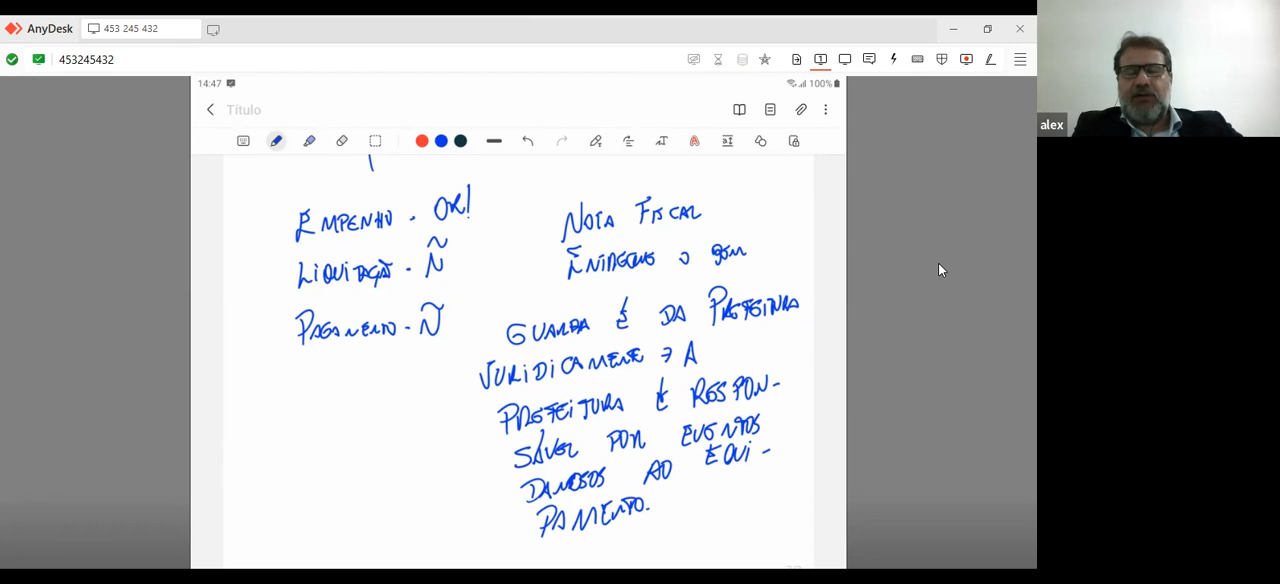 AnyDesk
453 245 432
453245432
alex
14:47
100%
Título
EMPENHO - OK!
LIQUIDAÇÃO - Ñ
PAGAMENTO - Ñ
NOTA FISCAL
O BEM
GUARDA É DA PREFEITURA
JURIDICAMENTE → A
PREFEITURA É RESPON-
SÁVEL POR EVENTOS
DANOSOS AO EQUI-
PAMENTO.